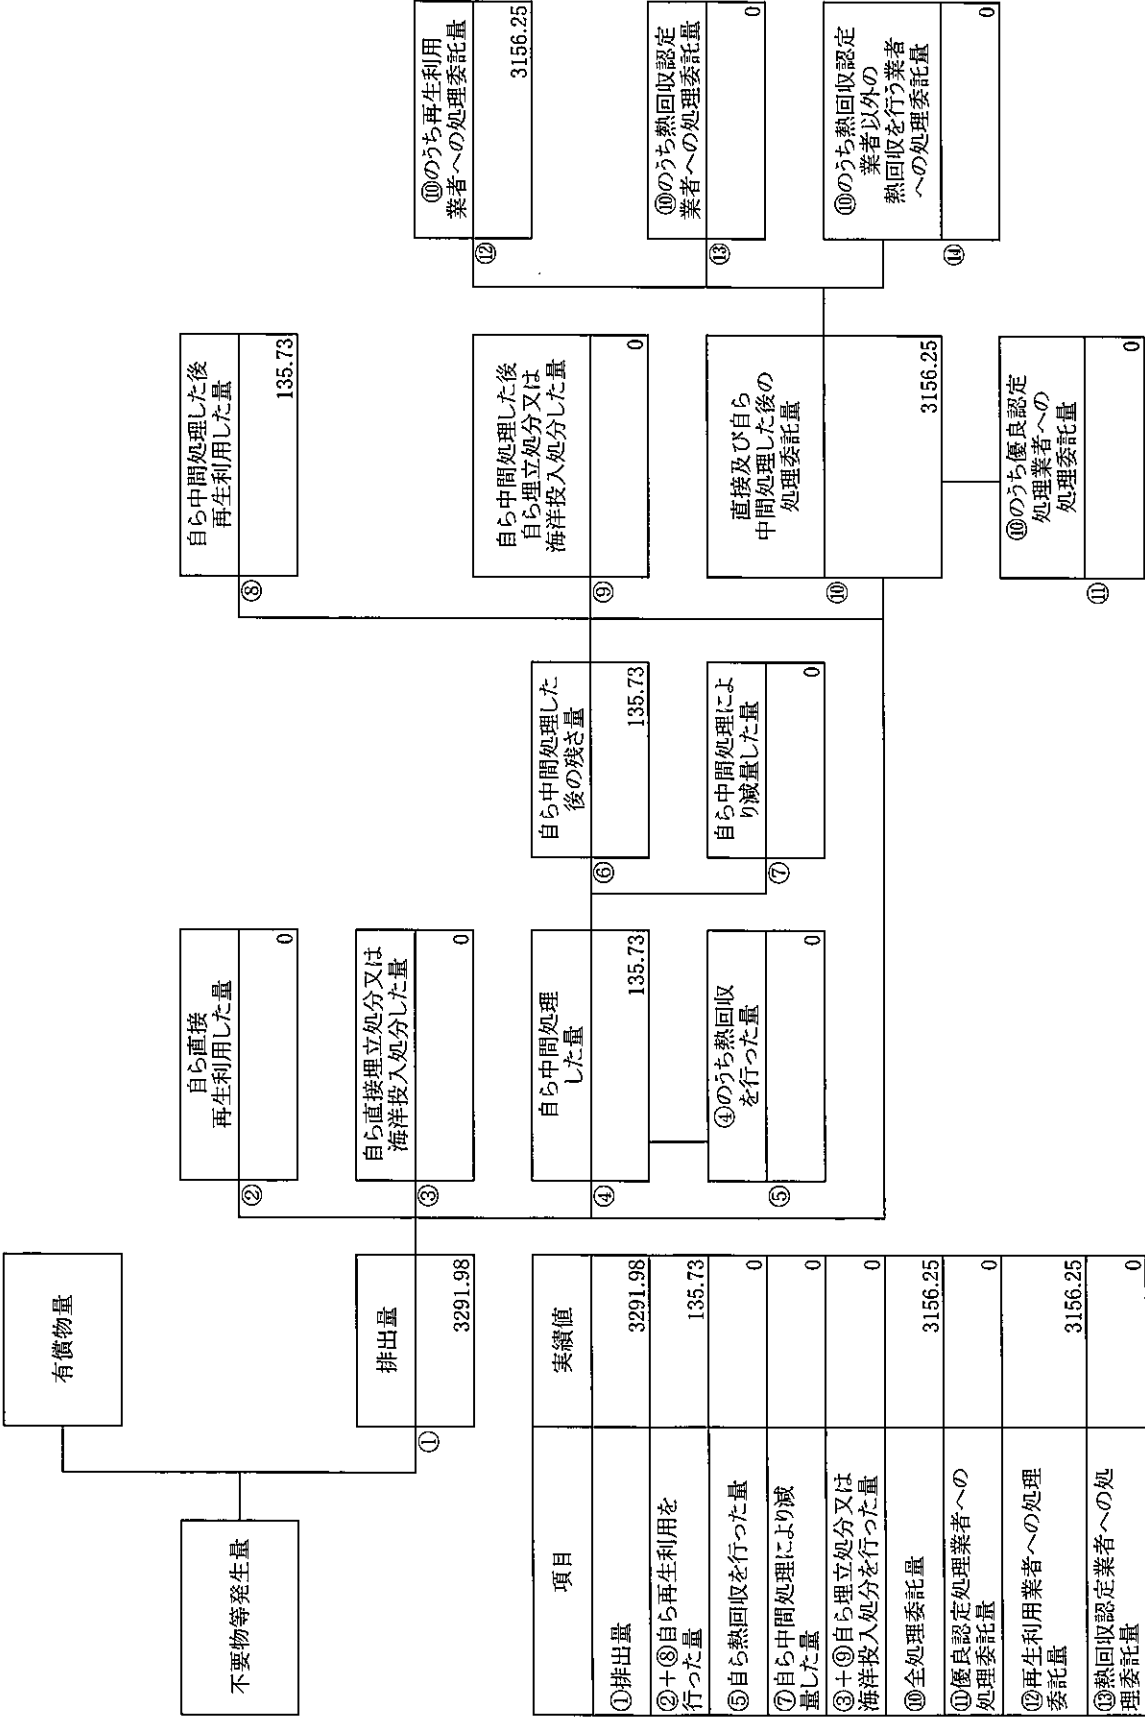 不要物等発生量
有償物量
①
排出量
3291.98
②
自ら直接
再生利用した量
0
③
自ら直接埋立処分又は
海洋投入処分した量
0
④
自ら中間処理
した量
135.73
⑤
④のうち熱回収
を行った量
0
⑥
自ら中間処理した
後の残さ量
135.73
⑦
自ら中間処理によ
り減量した量
0
⑧
自ら中間処理した後
再生利用した量
135.73
⑨
自ら中間処理した後
自ら埋立処分又は
海洋投入処分した量
0
⑩
直接及び自ら
中間処理した後の
処理委託量
3156.25
⑪
⑩のうち優良認定
処理業者への
処理委託量
0
⑫
⑩のうち再生利用
業者への処理委託量
3156.25
⑬
⑩のうち熱回収認定
業者への処理委託量
0
⑭
⑩のうち熱回収認定
業者以外の
熱回収を行う業者
への処理委託量
0
項目 実績値
①排出量 3291.98
②+⑧自ら再生利用を
行った量 135.73
⑤自ら熱回収を行った量 0
⑦自ら中間処理により減
量した量 0
③+⑨自ら埋立処分又は
海洋投入処分を行った量 0
⑩全処理委託量 3156.25
⑪優良認定処理業者への
処理委託量 0
⑫再生利用業者への処理
委託量 3156.25
⑬熱回収認定業者への処
理委託量 0